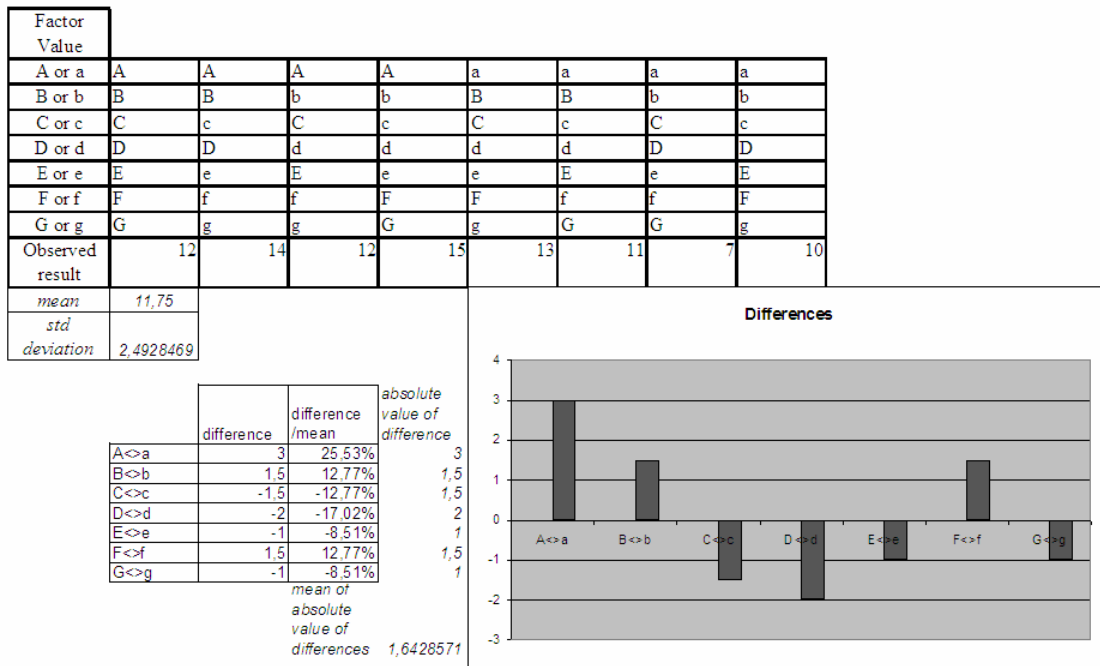 Factor
Value
A or a A A A A a a a a
B or b B B b b B B b b
C or c C c C c C c C c
D or d D D d d d d D D
E or e E e E e e E e E
F or f F f f F F f f F
G or g G g g G g G G g
Observed
result 12 14 12 15 13 11 7 10
mean 11,75
std
deviation 2,4928469
difference
difference
/mean
absolute
value of
difference
A<>a 3 25,53% 3
B<>b 1,5 12,77% 1,5
C<>c -1,5 -12,77% 1,5
D<>d -2 -17,02% 2
E<>e -1 -8,51% 1
F<>f 1,5 12,77% 1,5
G<>g -1 -8,51% 1
mean of
absolute
value of
differences 1,6428571
Differences
4
3
2
1
0
-1
-2
-3
A<>a B<>b C<>c D<>d E<>e F<>f G<>g